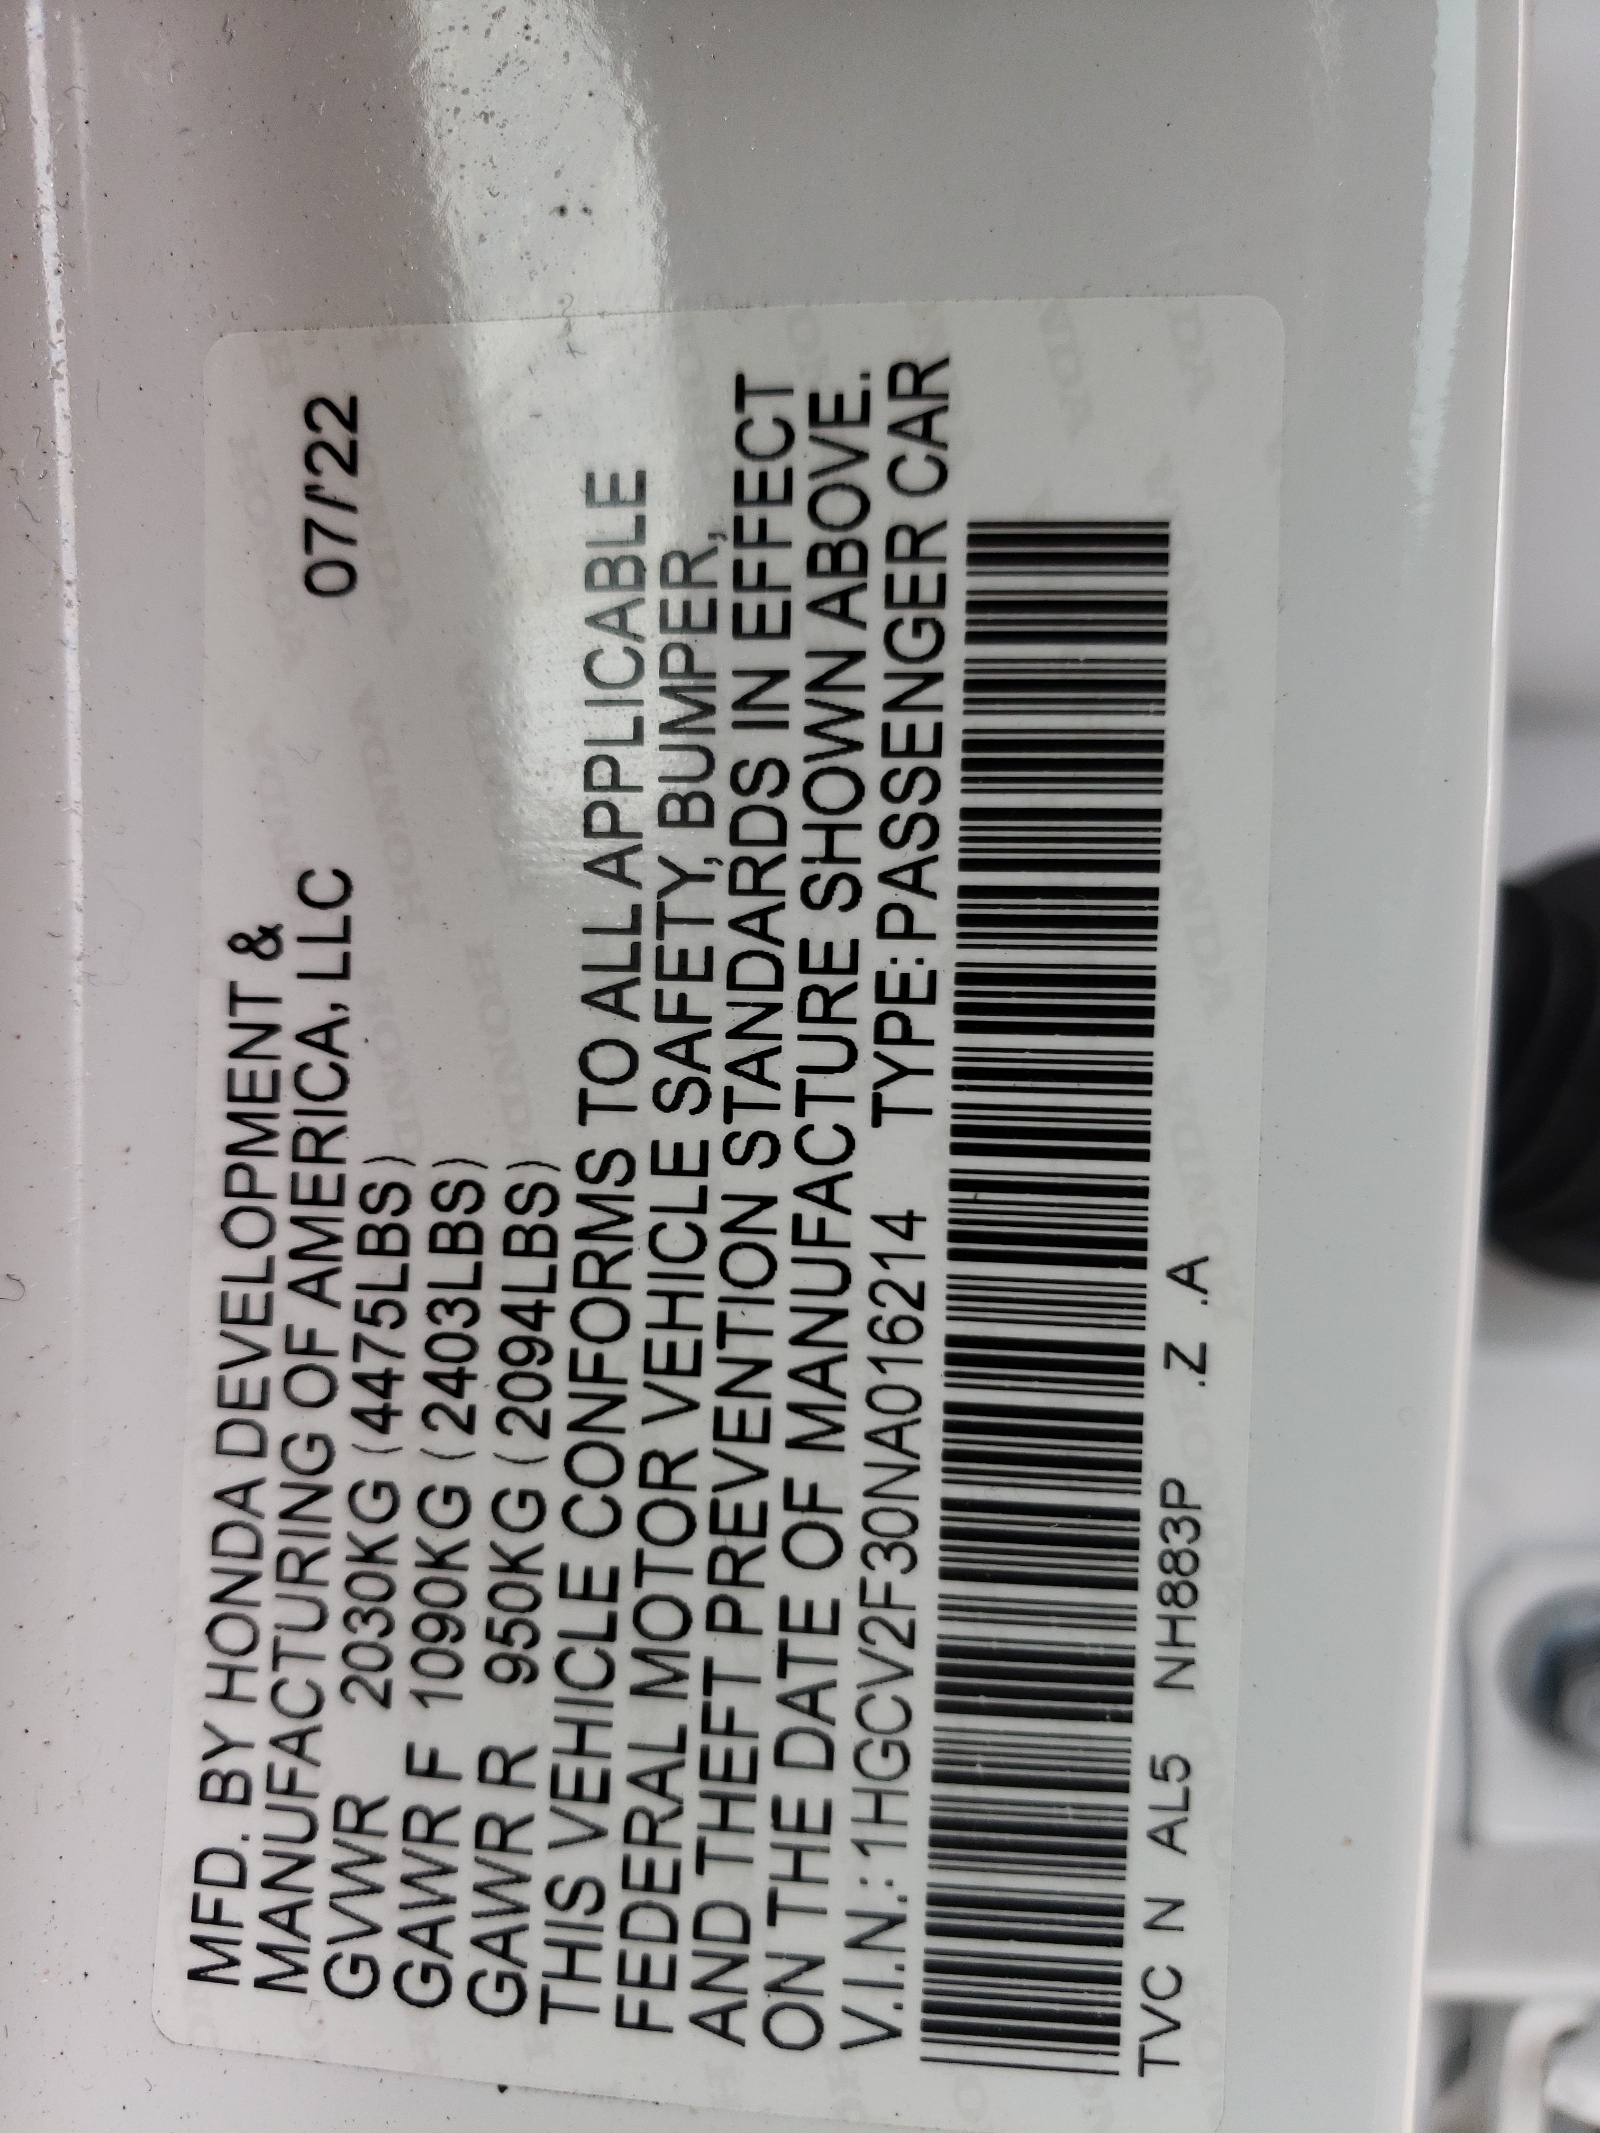 MFD. BY HONDA DEVELOPMENT &
MANUFACTURING OF AMERICA, LLC 07/'22
GVWR 2030KG (4475LBS)
GAWR F 1090KG (2403LBS)
GAWR R 950KG (2094LBS)
THIS VEHICLE CONFORMS TO ALL APPLICABLE
FEDERAL MOTOR VEHICLE SAFETY, BUMPER,
AND THEFT PREVENTION STANDARDS IN EFFECT
ON THE DATE OF MANUFACTURE SHOWN ABOVE.
V.I.N.:1HGCV2F30NA016214 TYPE:PASSENGER CAR
TVC N AL5 NH883P .Z .A